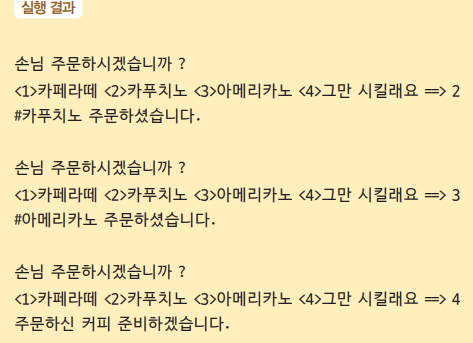 실행 결과
손님 주문하시겠습니까 ?
<1>카페라떼 <2>카푸치노 <3>아메리카노 <4>그만 시킬래요 ==> 2
#카푸치노 주문하셨습니다.
손님 주문하시겠습니까 ?
<1>카페라떼 <2>카푸치노 <3>아메리카노 <4>그만 시킬래요 ==> 3
#아메리카노 주문하셨습니다.
손님 주문하시겠습니까 ?
<1>카페라떼 <2>카푸치노 <3>아메리카노 <4>그만 시킬래요 ==> 4
주문하신 커피 준비하겠습니다.